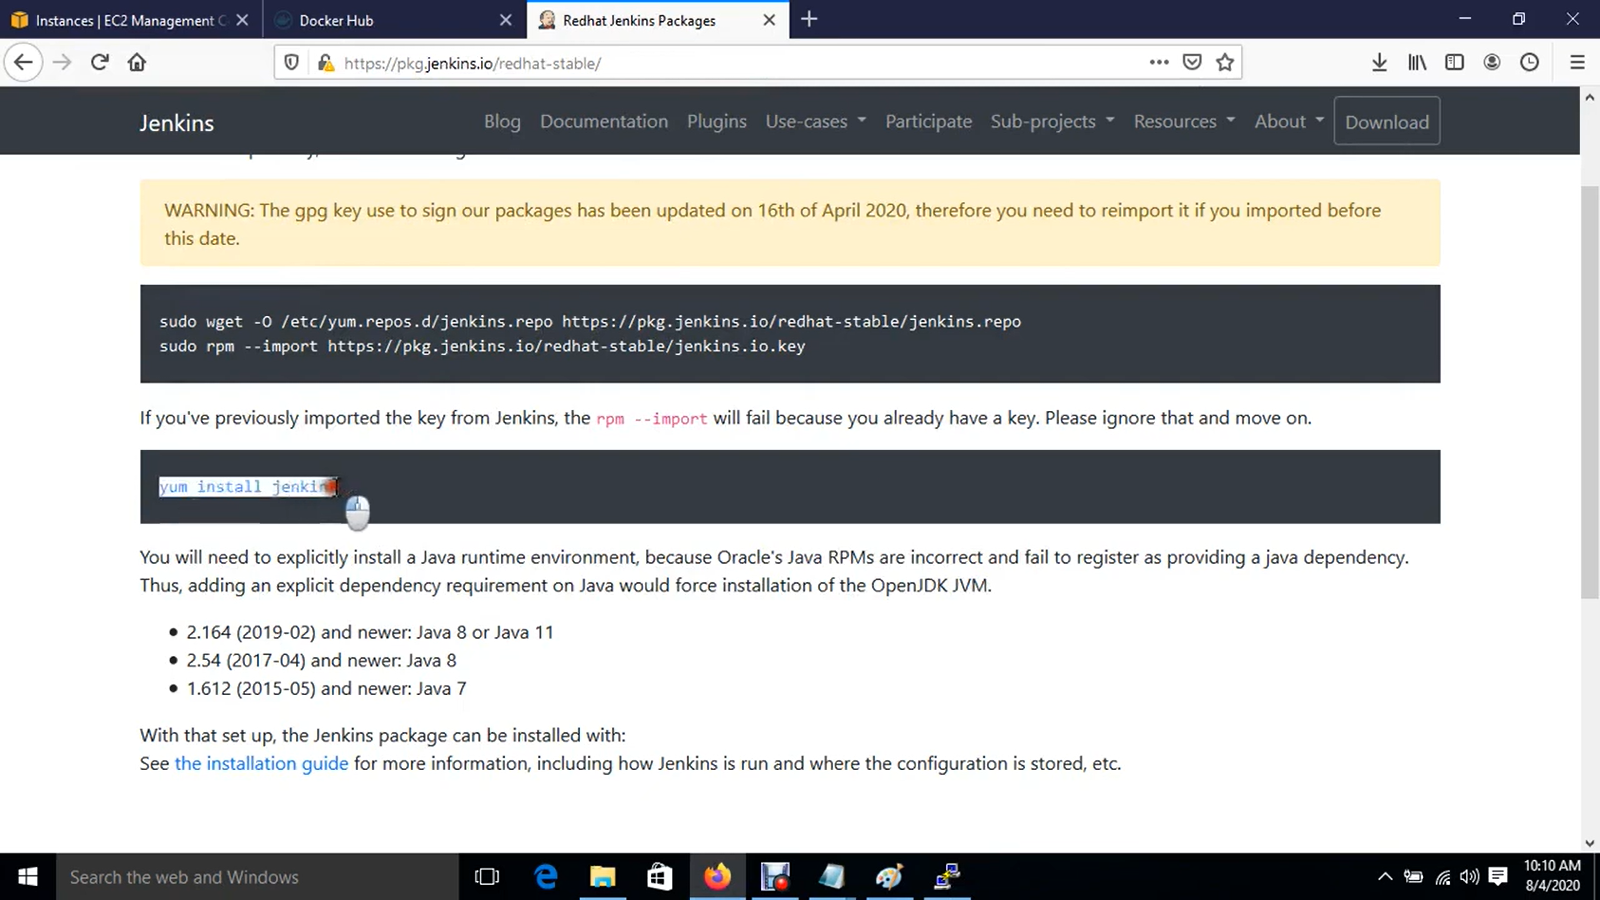 Instances | EC2 Management C
Docker Hub
Redhat Jenkins Packages
https://pkg.jenkins.io/redhat-stable/
Jenkins
Blog
Documentation
Plugins
Use-cases
Participate
Sub-projects
Resources
About
Download
WARNING: The gpg key use to sign our packages has been updated on 16th of April 2020, therefore you need to reimport it if you imported before
this date.
sudo wget -O /etc/yum.repos.d/jenkins.repo https://pkg.jenkins.io/redhat-stable/jenkins.repo
sudo rpm --import https://pkg.jenkins.io/redhat-stable/jenkins.io.key
If you've previously imported the key from Jenkins, the rpm --import will fail because you already have a key. Please ignore that and move on.
yum install jenkins
You will need to explicitly install a Java runtime environment, because Oracle's Java RPMs are incorrect and fail to register as providing a java dependency.
Thus, adding an explicit dependency requirement on Java would force installation of the OpenJDK JVM.
2.164 (2019-02) and newer: Java 8 or Java 11
2.54 (2017-04) and newer: Java 8
1.612 (2015-05) and newer: Java 7
With that set up, the Jenkins package can be installed with:
See the installation guide for more information, including how Jenkins is run and where the configuration is stored, etc.
Search the web and Windows
10:10 AM
8/4/2020